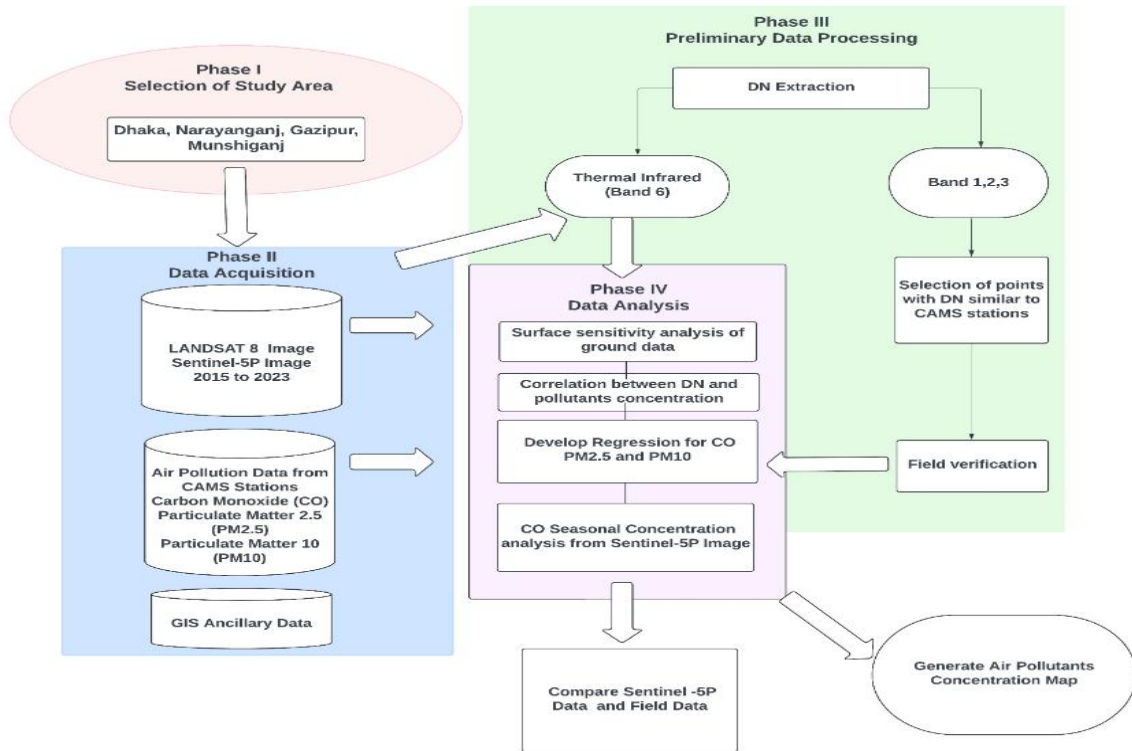 Phase I
Selection of Study Area
Dhaka, Narayanganj, Gazipur,
Munshiganj
Phase II
Data Acquisition
LANDSAT 8 Image
Sentinel-5P Image
2015 to 2023
Air Pollution Data from
CAMS Stations
Carbon Monoxide (CO)
Particulate Matter 2.5
(PM2.5)
Particulate Matter 10
(PM10)
GIS Ancillary Data
Phase III
Preliminary Data Processing
DN Extraction
Thermal Infrared
(Band 6)
Band 1,2,3
Selection of points
with DN similar to
CAMS stations
Field verification
Phase IV
Data Analysis
Surface sensitivity analysis of
ground data
Correlation between DN and
pollutants concentration
Develop Regression for CO
PM2.5 and PM10
CO Seasonal Concentration
analysis from Sentinel-5P Image
Compare Sentinel -5P
Data and Field Data
Generate Air Pollutants
Concentration Map